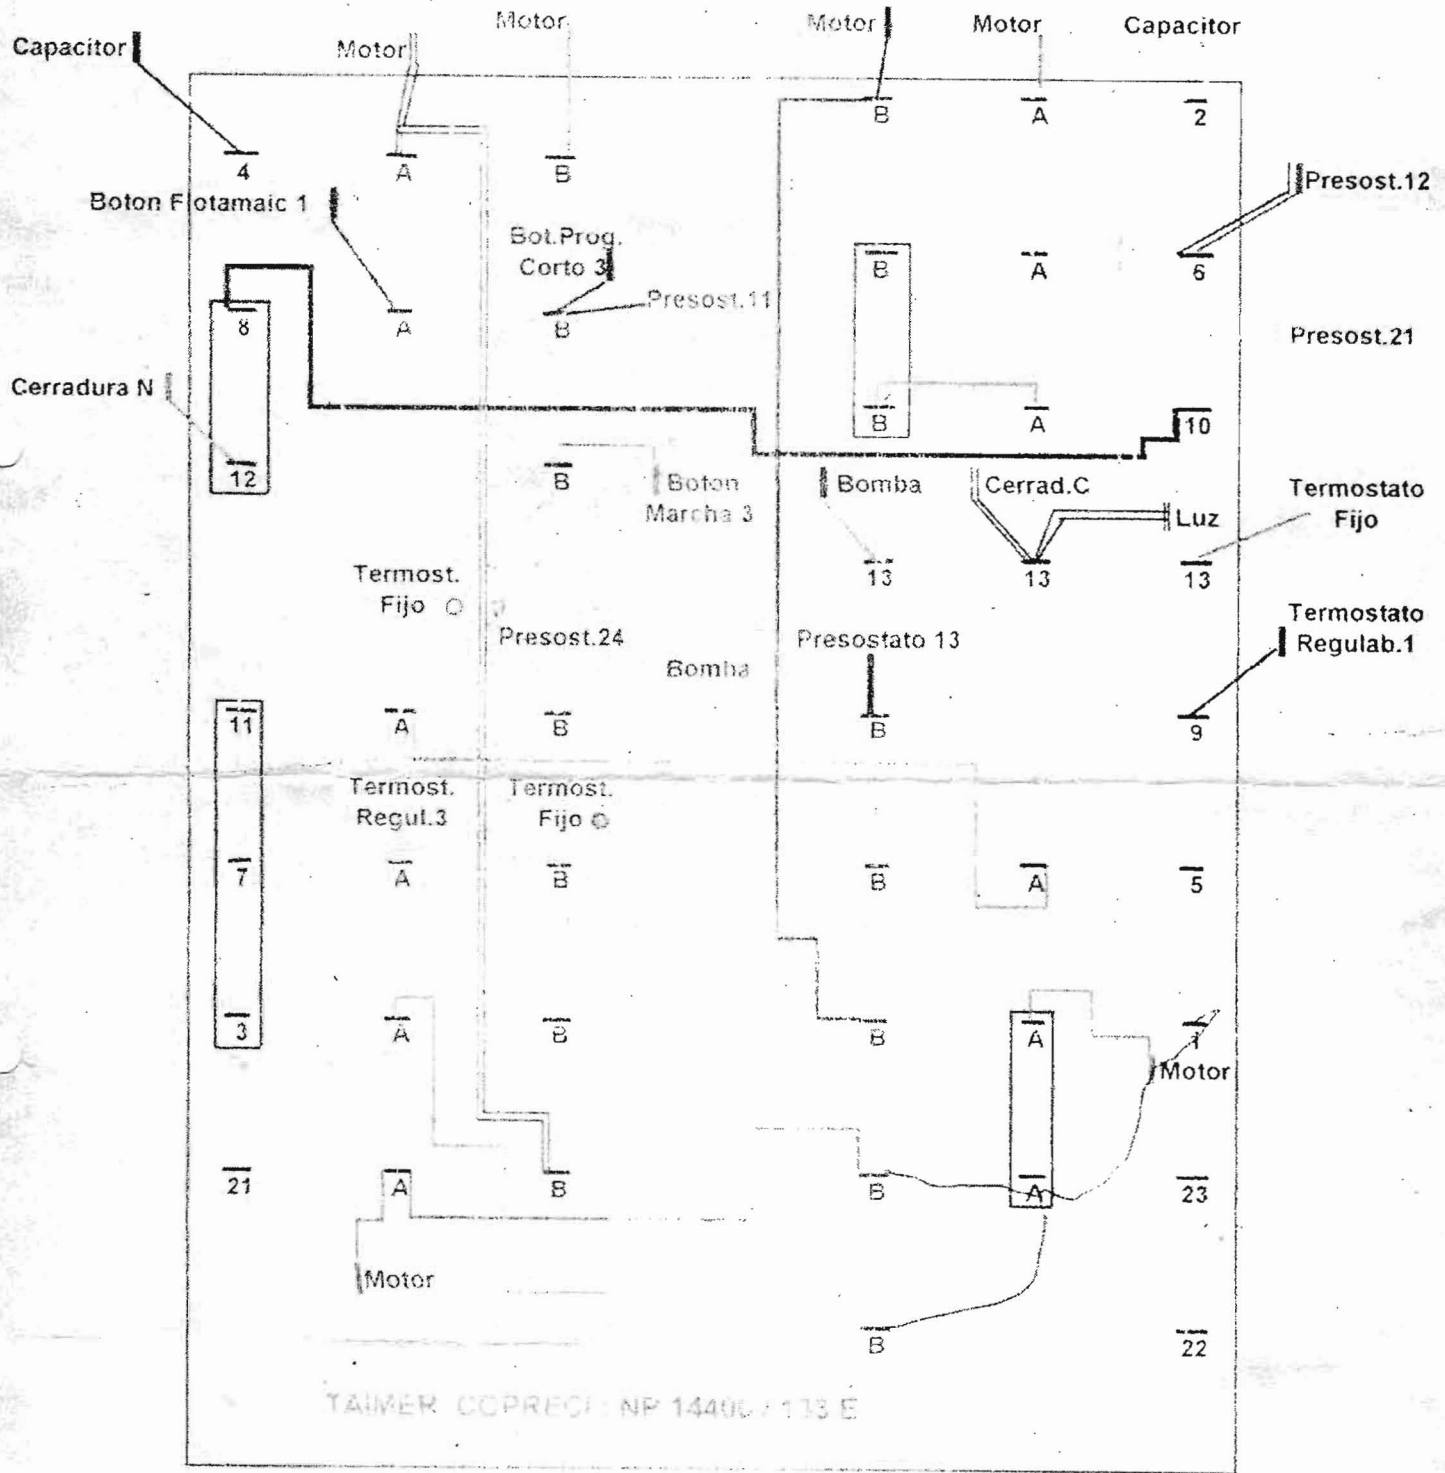 Motor Motor Motor Capacitor
Capacitor Motor
B A 2
4 A B
Boton Flotamaic 1 Presost.12
Bot.Prog.
Corto 3 B A 6
Presost.11
8 A B Presost.21
Cerradura N
B A 10
12 B Boton Bomba Cerrad.C Termostato
Marcha 3 Luz Fijo
Termost. 13 13 13
Fijo Termostato
Presost.24 Presostato 13 Regulab.1
Bomba
11 A B B 9
Termost. Termost.
Regul.3 Fijo
7 A B B A 5
3 A B B A 1
Motor
21 A B B A 23
Motor
B 22
TAIMER COPRECI NP